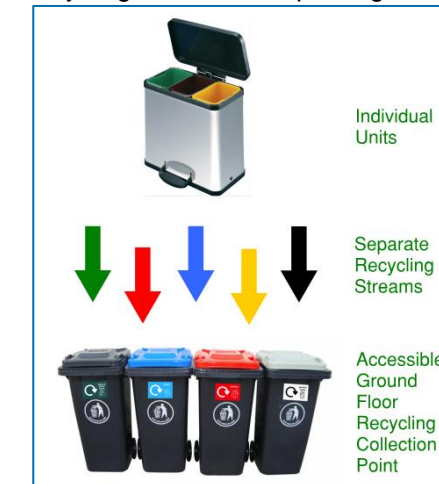 Individual
Units
Separate
Recycling
Streams
Accessible
Ground
Floor
Recycling
Collection
Point